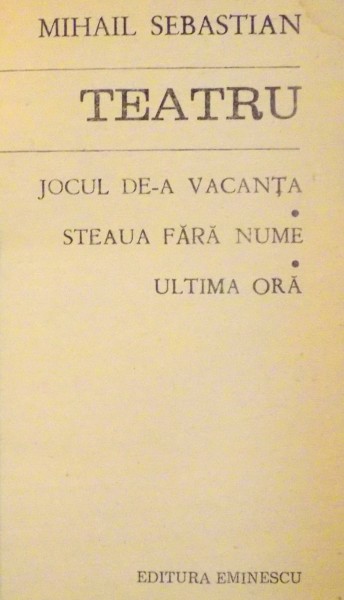 MIHAIL SEBASTIAN
TEATRU
JOCUL DE-A VACANȚA
•
STEAUA FĂRĂ NUME
•
ULTIMA ORĂ
EDITURA EMINESCU